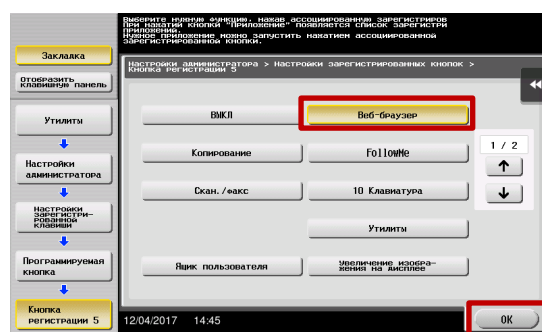 Выберите нужную функцию, нажав ассоциированную зарегистриров
При нажатии кнопки "Приложение" появляется список зарегистри
приложений.
Нужное приложение можно запустить нажатием ассоциированной
зарегистрированной кнопки.
Закладка
Отобразить
клавишную панель
Настройки администратора > Настройки зарегистрированных кнопок >
Кнопка регистрации 5
Утилиты
ВЫКЛ
Веб-браузер
Копирование
FollowMe
1 / 2
Настройки
администратора
Скан./факс
10 Клавиатура
Настройки
зарегистри-
рованной
клавиши
Утилиты
Программируемая
кнопка
Ящик пользователя
Увеличение изобра-
жения на дисплее
Кнопка
регистрации 5
12/04/2017 14:45
OK